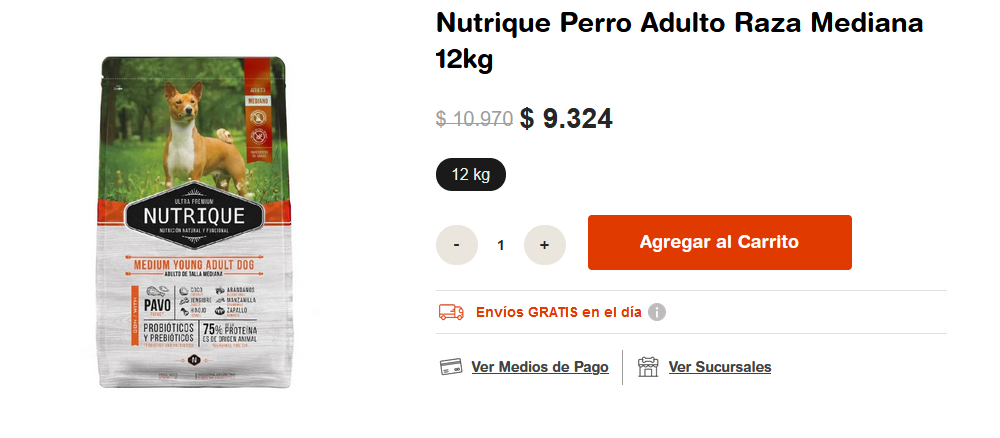 Nutrique Perro Adulto Raza Mediana
12kg
$ 10.970 $ 9.324
12 kg
- 1 +
Agregar al Carrito
Envíos GRATIS en el día
Ver Medios de Pago
Ver Sucursales
ADULTO
MEDIANO
ULTRA PREMIUM
NUTRIQUE
NUTRICIÓN NATURAL Y FUNCIONAL
MEDIUM YOUNG ADULT DOG
ADULTO DE TALLA MEDIANA
CON / WITH
PAVO
COCO
JENGIBRE
HINOJO
ARÁNDANOS
MANZANILLA
ZAPALLO
PROBIÓTICOS
Y PREBIÓTICOS
75% DE LA PROTEÍNA
ES DE ORIGEN ANIMAL
N